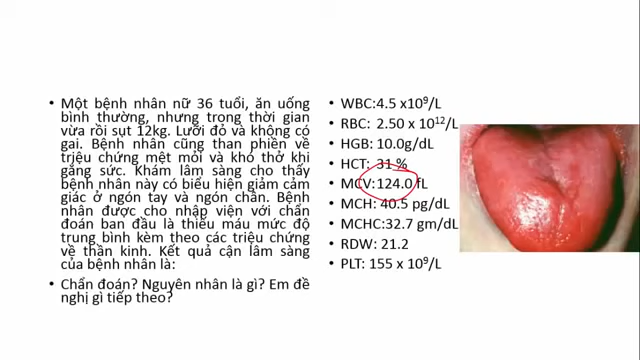 • Một bệnh nhân nữ 36 tuổi, ăn uống
bình thường, nhưng trong thời gian
vừa rồi sụt 12kg. Lưỡi đỏ và không có
gai. Bệnh nhân cũng than phiền về
triệu chứng mệt mỏi và khó thở khi
gắng sức. Khám lâm sàng cho thấy
bệnh nhân này có biểu hiện giảm cảm
giác ở ngón tay và ngón chân. Bệnh
nhân được cho nhập viện với chẩn
đoán ban đầu là thiếu máu mức độ
trung bình kèm theo các triệu chứng
về thần kinh. Kết quả cận lâm sàng
của bệnh nhân là:
• Chẩn đoán? Nguyên nhân là gì? Em đề
nghị gì tiếp theo?
• WBC:4.5 x10⁹/L
• RBC: 2.50 x 10¹²/L
• HGB: 10.0g/dL
• HCT: 31 %
• MCV: 124.0 fL
• MCH: 40.5 pg/dL
• MCHC:32.7 gm/dL
• RDW: 21.2
• PLT: 155 x 10⁹/L